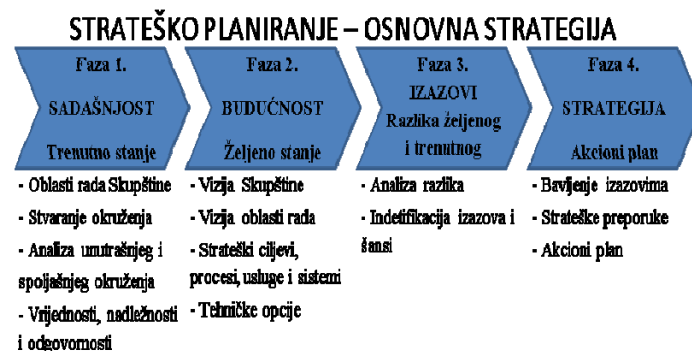 STRATEŠKO PLANIRANJE – OSNOVNA STRATEGIJA
Faza 1.
SADAŠNJOST
Trenutno stanje
- Oblasti rada Skupštine
- Stvaranje okruženja
- Analiza unutrašnjeg i
spoljašnjeg okruženja
- Vrijednosti, nadležnosti
i odgovornosti
Faza 2.
BUDUĆNOST
Željeno stanje
- Vizija Skupštine
- Vizija oblasti rada
- Strateški ciljevi,
procesi, usluge i sistemi
- Tehničke opcije
Faza 3.
IZAZOVI
Razlika željenog
i trenutnog
- Analiza razlika
- Indetifikacija izazova i
šansi
Faza 4.
STRATEGIJA
Akcioni plan
- Bavljenje izazovima
- Strateške preporuke
- Akcioni plan